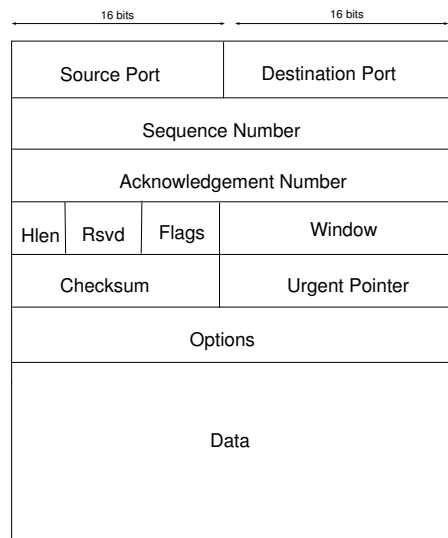 16 bits 16 bits
Source Port Destination Port
Sequence Number
Acknowledgement Number
Hlen Rsvd Flags Window
Checksum Urgent Pointer
Options
Data